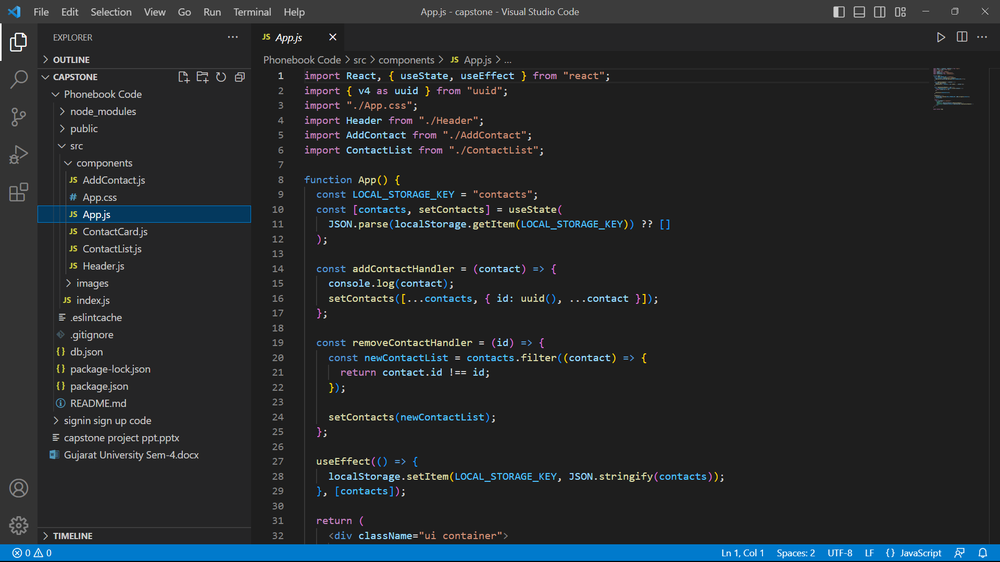 File Edit Selection View Go Run Terminal Help
App.js - capstone - Visual Studio Code
EXPLORER
OUTLINE
CAPSTONE
Phonebook Code
node_modules
public
src
components
JS AddContact.js
# App.css
JS App.js
JS ContactCard.js
JS ContactList.js
JS Header.js
images
JS index.js
.eslintcache
.gitignore
{} db.json
{} package-lock.json
{} package.json
README.md
signin sign up code
capstone project ppt.pptx
Gujarat University Sem-4.docx
TIMELINE
JS App.js
Phonebook Code > src > components > JS App.js > ...
1 import React, { useState, useEffect } from "react";
2 import { v4 as uuid } from "uuid";
3 import "./App.css";
4 import Header from "./Header";
5 import AddContact from "./AddContact";
6 import ContactList from "./ContactList";
7
8 function App() {
9 const LOCAL_STORAGE_KEY = "contacts";
10 const [contacts, setContacts] = useState(
11 JSON.parse(localStorage.getItem(LOCAL_STORAGE_KEY)) ?? []
12 );
13
14 const addContactHandler = (contact) => {
15 console.log(contact);
16 setContacts([...contacts, { id: uuid(), ...contact }]);
17 };
18
19 const removeContactHandler = (id) => {
20 const newContactList = contacts.filter((contact) => {
21 return contact.id !== id;
22 });
23
24 setContacts(newContactList);
25 };
26
27 useEffect(() => {
28 localStorage.setItem(LOCAL_STORAGE_KEY, JSON.stringify(contacts));
29 }, [contacts]);
30
31 return (
32 <div className="ui container">
0 0
Ln 1, Col 1 Spaces: 2 UTF-8 LF {} JavaScript